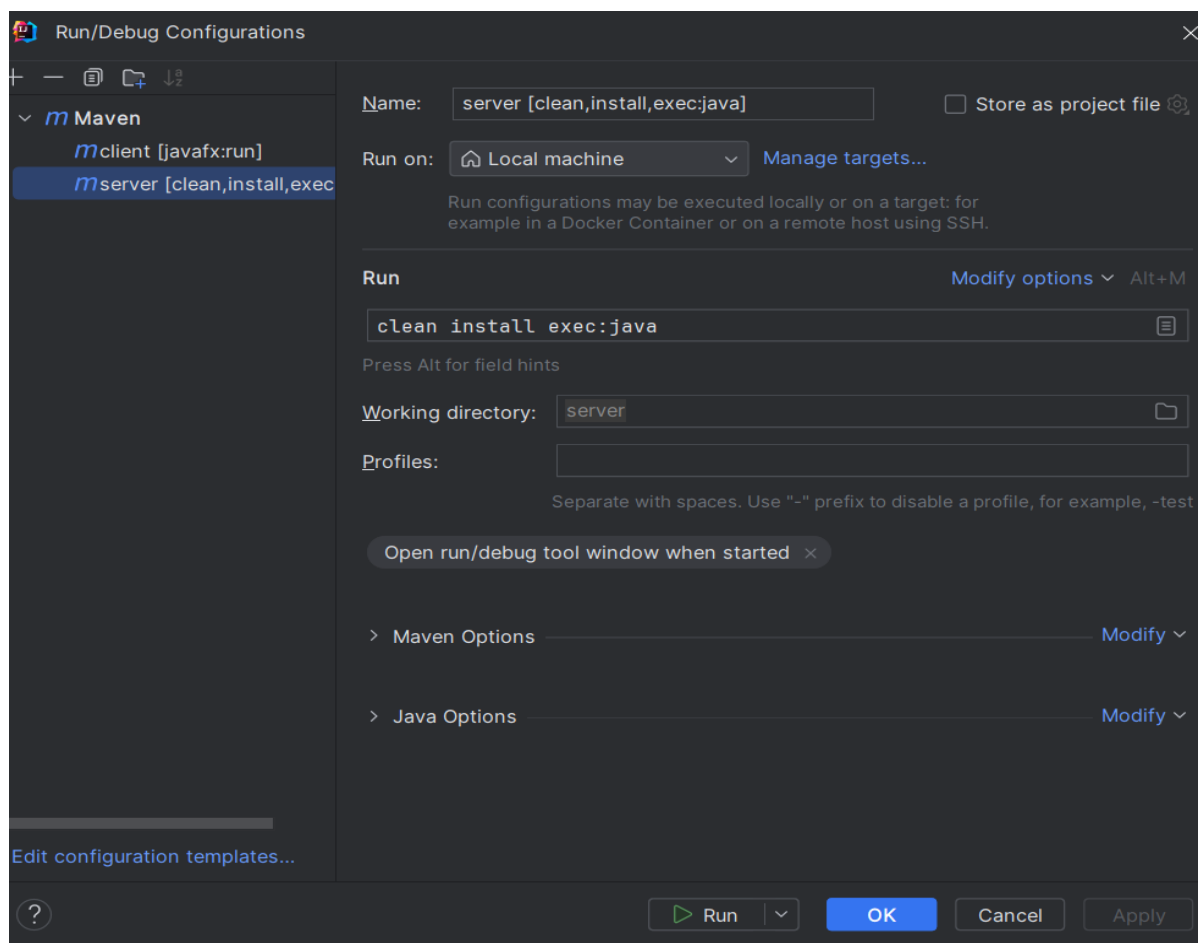 Run/Debug Configurations
Maven
client [javafx:run]
server [clean,install,exec
Edit configuration templates...
Name: server [clean,install,exec:java] Store as project file
Run on: Local machine Manage targets...
Run configurations may be executed locally or on a target: for
example in a Docker Container or on a remote host using SSH.
Run Modify options Alt+M
clean install exec:java
Press Alt for field hints
Working directory: server
Profiles:
Separate with spaces. Use "-" prefix to disable a profile, for example, -test
Open run/debug tool window when started
Maven Options Modify
Java Options Modify
? Run OK Cancel Apply